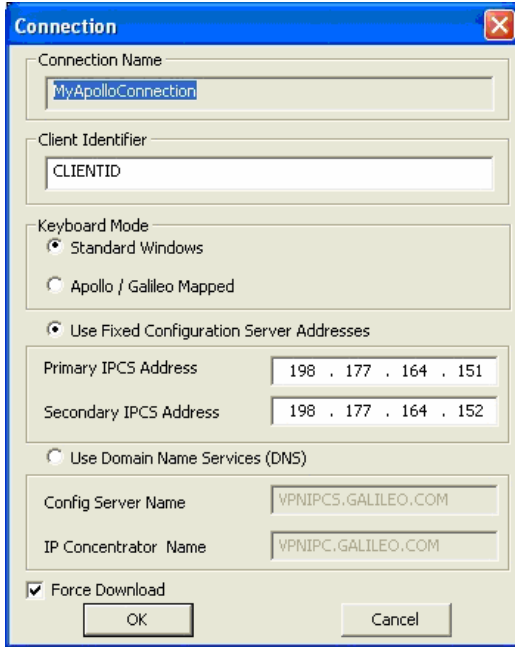 Connection
Connection Name
MyApolloConnection
Client Identifier
CLIENTID
Keyboard Mode
Standard Windows
Apollo / Galileo Mapped
Use Fixed Configuration Server Addresses
Primary IPCS Address 198 . 177 . 164 . 151
Secondary IPCS Address 198 . 177 . 164 . 152
Use Domain Name Services (DNS)
Config Server Name VPNIPCS.GALILEO.COM
IP Concentrator Name VPNIPC.GALILEO.COM
Force Download
OK Cancel